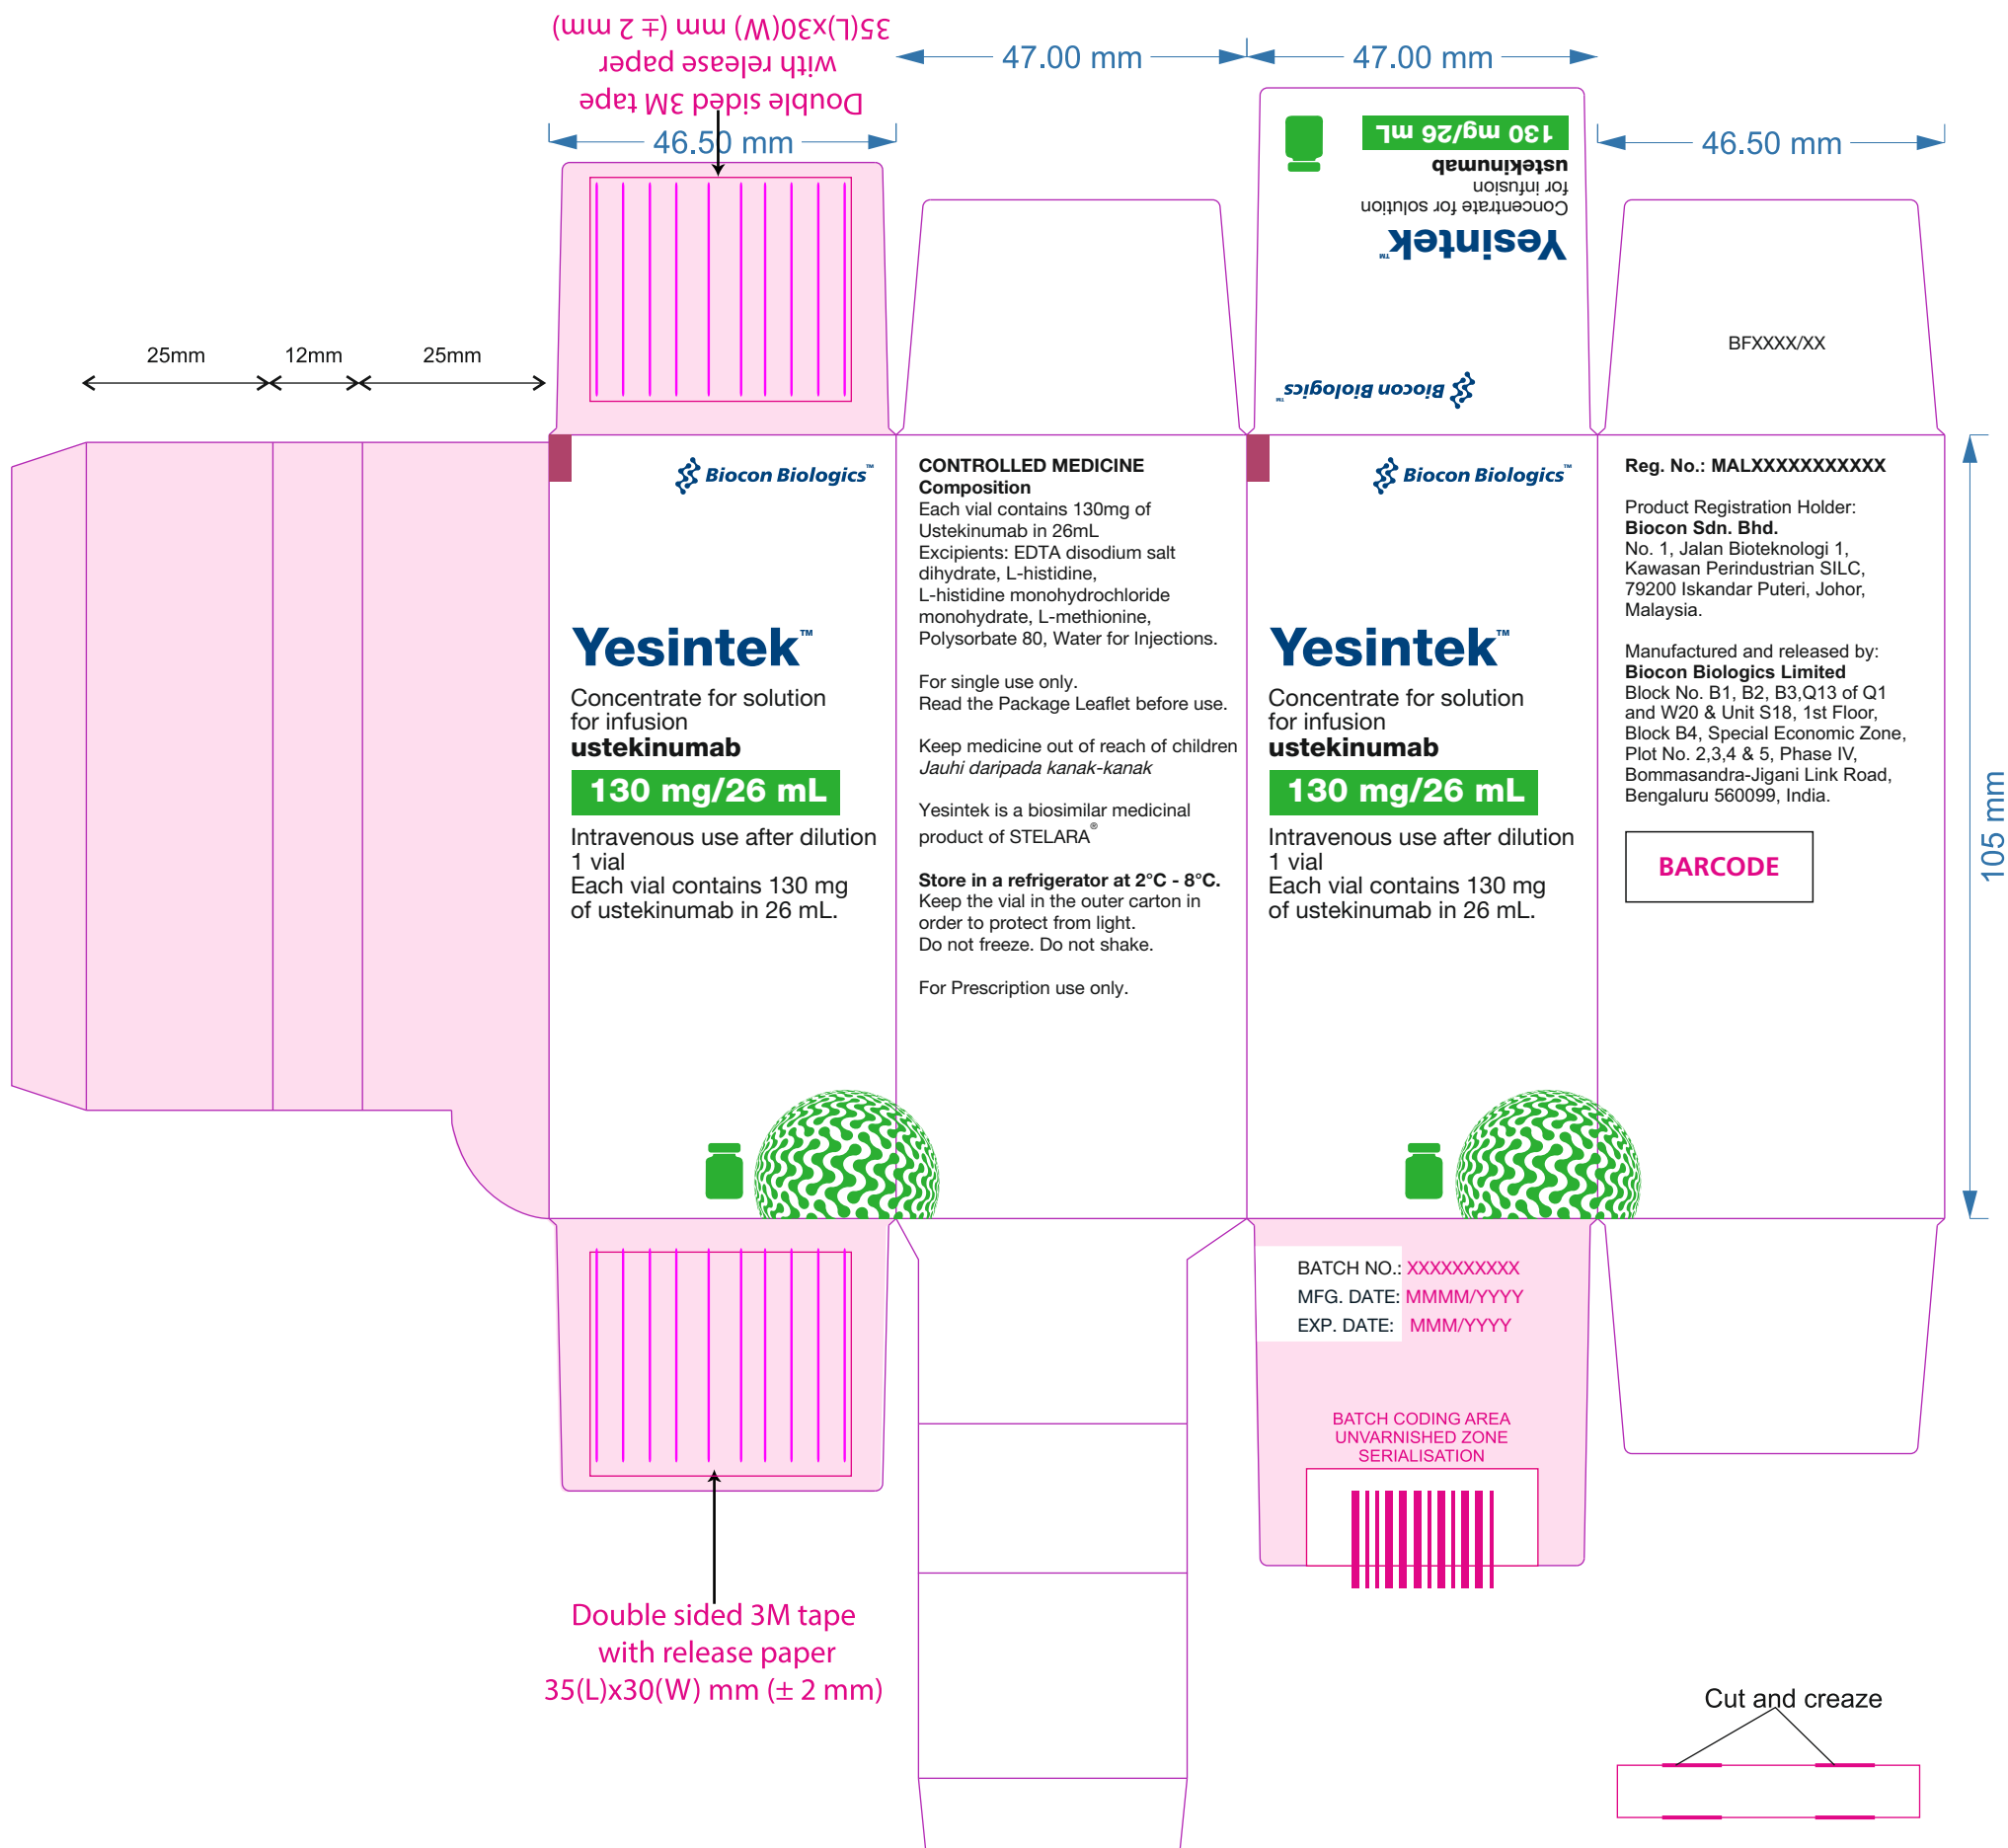 35(L)x30(W) mm (± 2 mm)
with release paper
Double sided 3M tape
46.50 mm
47.00 mm
47.00 mm
46.50 mm
130 mg/26 mL
ustekinumab
for infusion
Concentrate for solution
Yesintek™
Biocon Biologics™
BFXXXX/XX
25mm
12mm
25mm
Biocon Biologics™
Yesintek™
Concentrate for solution
for infusion
ustekinumab
130 mg/26 mL
Intravenous use after dilution
1 vial
Each vial contains 130 mg
of ustekinumab in 26 mL.
CONTROLLED MEDICINE
Composition
Each vial contains 130mg of
Ustekinumab in 26mL
Excipients: EDTA disodium salt
dihydrate, L-histidine,
L-histidine monohydrochloride
monohydrate, L-methionine,
Polysorbate 80, Water for Injections.
For single use only.
Read the Package Leaflet before use.
Keep medicine out of reach of children
Jauhi daripada kanak-kanak
Yesintek is a biosimilar medicinal
product of STELARA®
Store in a refrigerator at 2°C - 8°C.
Keep the vial in the outer carton in
order to protect from light.
Do not freeze. Do not shake.
For Prescription use only.
Biocon Biologics™
Yesintek™
Concentrate for solution
for infusion
ustekinumab
130 mg/26 mL
Intravenous use after dilution
1 vial
Each vial contains 130 mg
of ustekinumab in 26 mL.
Reg. No.: MALXXXXXXXXXXX
Product Registration Holder:
Biocon Sdn. Bhd.
No. 1, Jalan Bioteknologi 1,
Kawasan Perindustrian SILC,
79200 Iskandar Puteri, Johor,
Malaysia.
Manufactured and released by:
Biocon Biologics Limited
Block No. B1, B2, B3,Q13 of Q1
and W20 & Unit S18, 1st Floor,
Block B4, Special Economic Zone,
Plot No. 2,3,4 & 5, Phase IV,
Bommasandra-Jigani Link Road,
Bengaluru 560099, India.
BARCODE
105 mm
BATCH NO.: XXXXXXXXXX
MFG. DATE: MMMM/YYYY
EXP. DATE: MMM/YYYY
BATCH CODING AREA
UNVARNISHED ZONE
SERIALISATION
Double sided 3M tape
with release paper
35(L)x30(W) mm (± 2 mm)
Cut and creaze